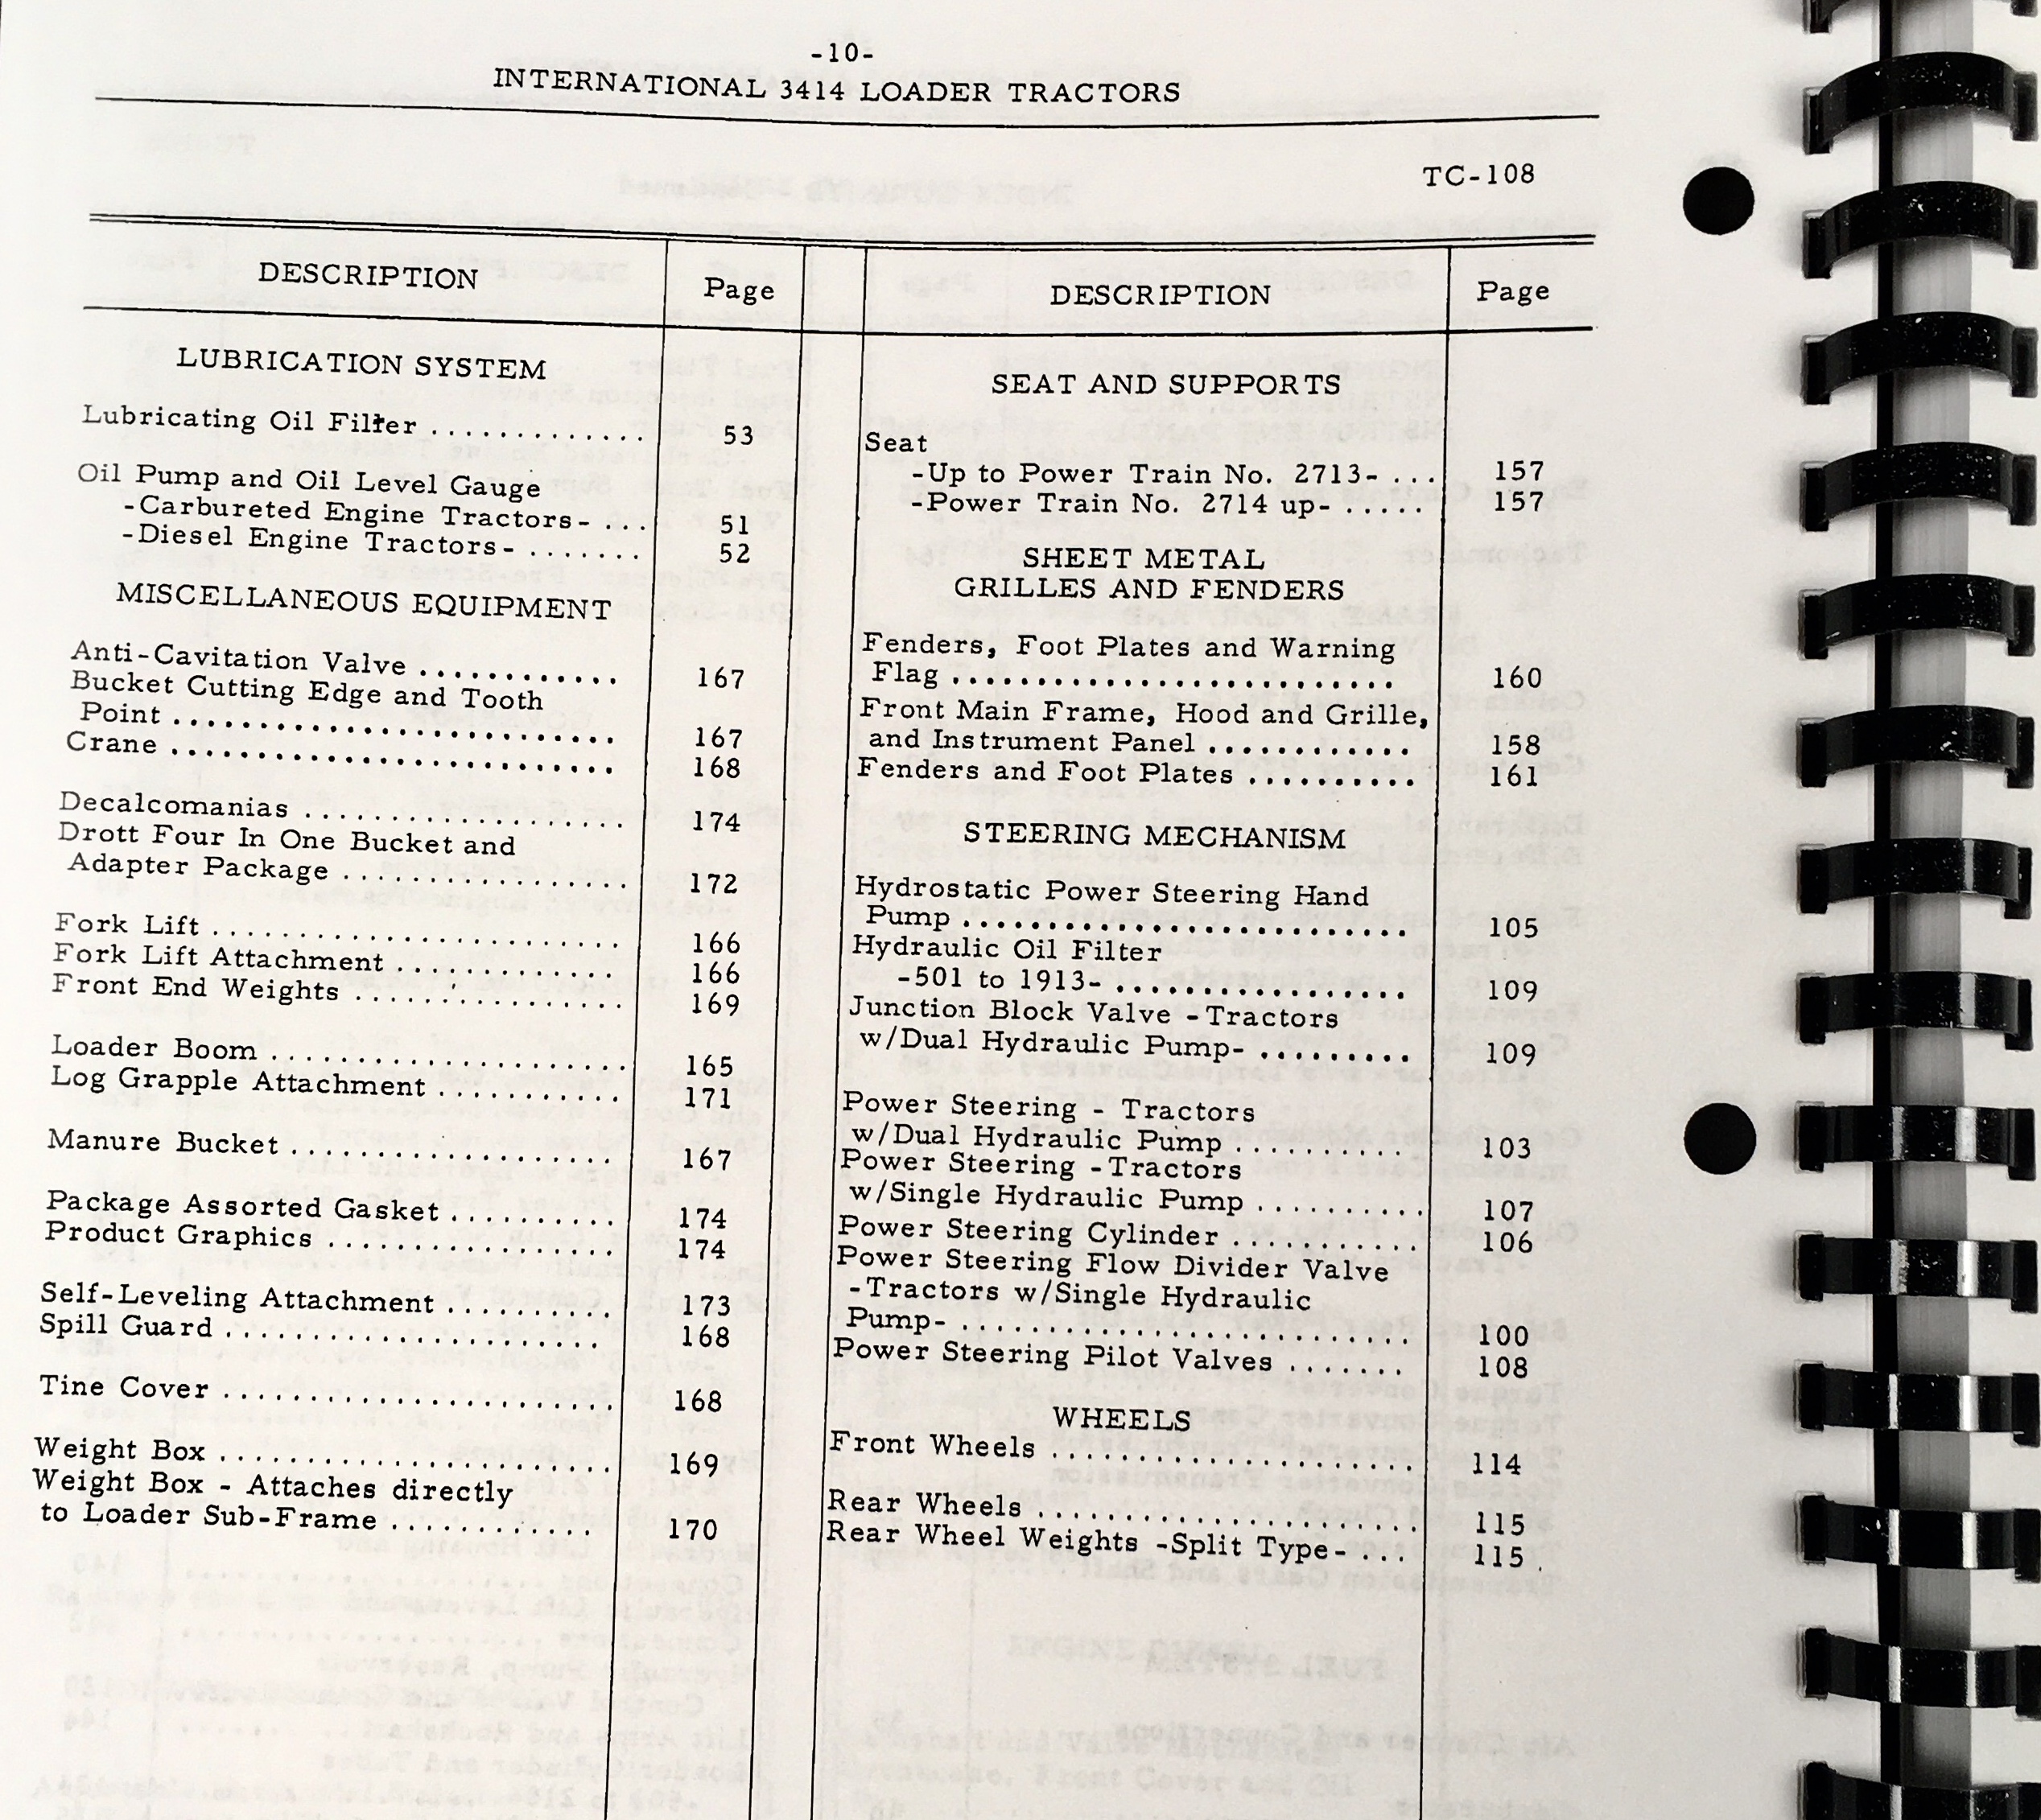 -10-
INTERNATIONAL 3414 LOADER TRACTORS
TC-108
DESCRIPTION Page
LUBRICATION SYSTEM
Lubricating Oil Filter ............. 53
Oil Pump and Oil Level Gauge
-Carbureted Engine Tractors- ... 51
-Diesel Engine Tractors- ....... 52
MISCELLANEOUS EQUIPMENT
Anti-Cavitation Valve ............ 167
Bucket Cutting Edge and Tooth
Point .......................... 167
Crane .......................... 168
Decalcomanias ................... 174
Drott Four In One Bucket and
Adapter Package ................. 172
Fork Lift ........................ 166
Fork Lift Attachment ............. 166
Front End Weights ................ 169
Loader Boom ..................... 165
Log Grapple Attachment ........... 171
Manure Bucket .................... 167
Package Assorted Gasket .......... 174
Product Graphics ................. 174
Self-Leveling Attachment .......... 173
Spill Guard ...................... 168
Tine Cover ....................... 168
Weight Box ....................... 169
Weight Box - Attaches directly
to Loader Sub-Frame ............ 170
DESCRIPTION Page
SEAT AND SUPPORTS
Seat
-Up to Power Train No. 2713- ... 157
-Power Train No. 2714 up- ..... 157
SHEET METAL
GRILLES AND FENDERS
Fenders, Foot Plates and Warning
Flag ......................... 160
Front Main Frame, Hood and Grille,
and Instrument Panel ............ 158
Fenders and Foot Plates .......... 161
STEERING MECHANISM
Hydrostatic Power Steering Hand
Pump .......................... 105
Hydraulic Oil Filter
-501 to 1913- ................. 109
Junction Block Valve -Tractors
w/Dual Hydraulic Pump- ......... 109
Power Steering - Tractors
w/Dual Hydraulic Pump .......... 103
Power Steering -Tractors
w/Single Hydraulic Pump .......... 107
Power Steering Cylinder ........... 106
Power Steering Flow Divider Valve
-Tractors w/Single Hydraulic
Pump- .......................... 100
Power Steering Pilot Valves ....... 108
WHEELS
Front Wheels ..................... 114
Rear Wheels ...................... 115
Rear Wheel Weights -Split Type- ... 115